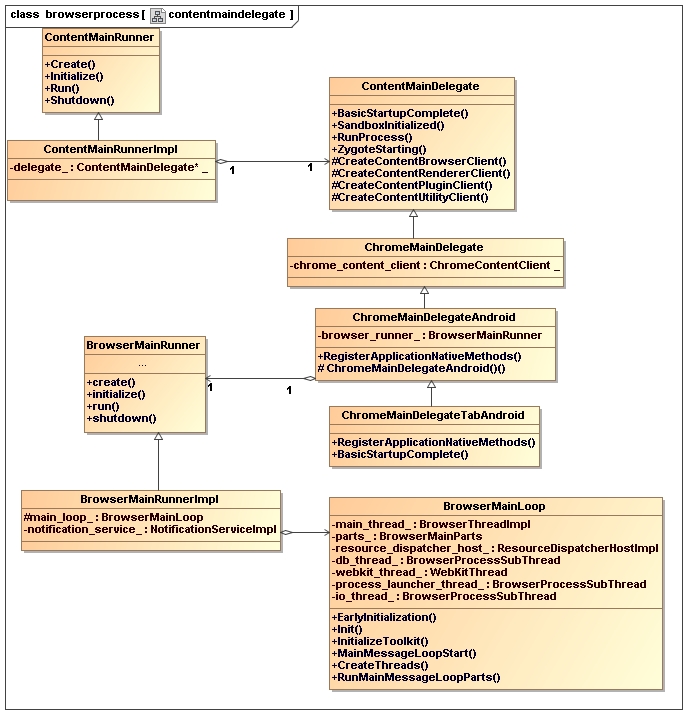 class browserprocess [ contentmaindelegate ]
ContentMainRunner
+Create()
+Initialize()
+Run()
+Shutdown()
ContentMainRunnerImpl
-delegate_ : ContentMainDelegate* _
1
1
ContentMainDelegate
+BasicStartupComplete()
+SandboxInitialized()
+RunProcess()
+ZygoteStarting()
#CreateContentBrowserClient()
#CreateContentRendererClient()
#CreateContentPluginClient()
#CreateContentUtilityClient()
ChromeMainDelegate
-chrome_content_client : ChromeContentClient _
ChromeMainDelegateAndroid
-browser_runner_ : BrowserMainRunner
+RegisterApplicationNativeMethods()
# ChromeMainDelegateAndroid()()
BrowserMainRunner
...
+create()
+initialize()
+run()
+shutdown()
1
1
ChromeMainDelegateTabAndroid
+RegisterApplicationNativeMethods()
+BasicStartupComplete()
BrowserMainRunnerImpl
#main_loop_ : BrowserMainLoop
-notification_service_ : NotificationServiceImpl
BrowserMainLoop
-main_thread_ : BrowserThreadImpl
-parts_ : BrowserMainParts
-resource_dispatcher_host_ : ResourceDispatcherHostImpl
-db_thread_ : BrowserProcessSubThread
-webkit_thread_ : WebKitThread
-process_launcher_thread_ : BrowserProcessSubThread
-io_thread_ : BrowserProcessSubThread
+EarlyInitialization()
+Init()
+InitializeToolkit()
+MainMessageLoopStart()
+CreateThreads()
+RunMainMessageLoopParts()